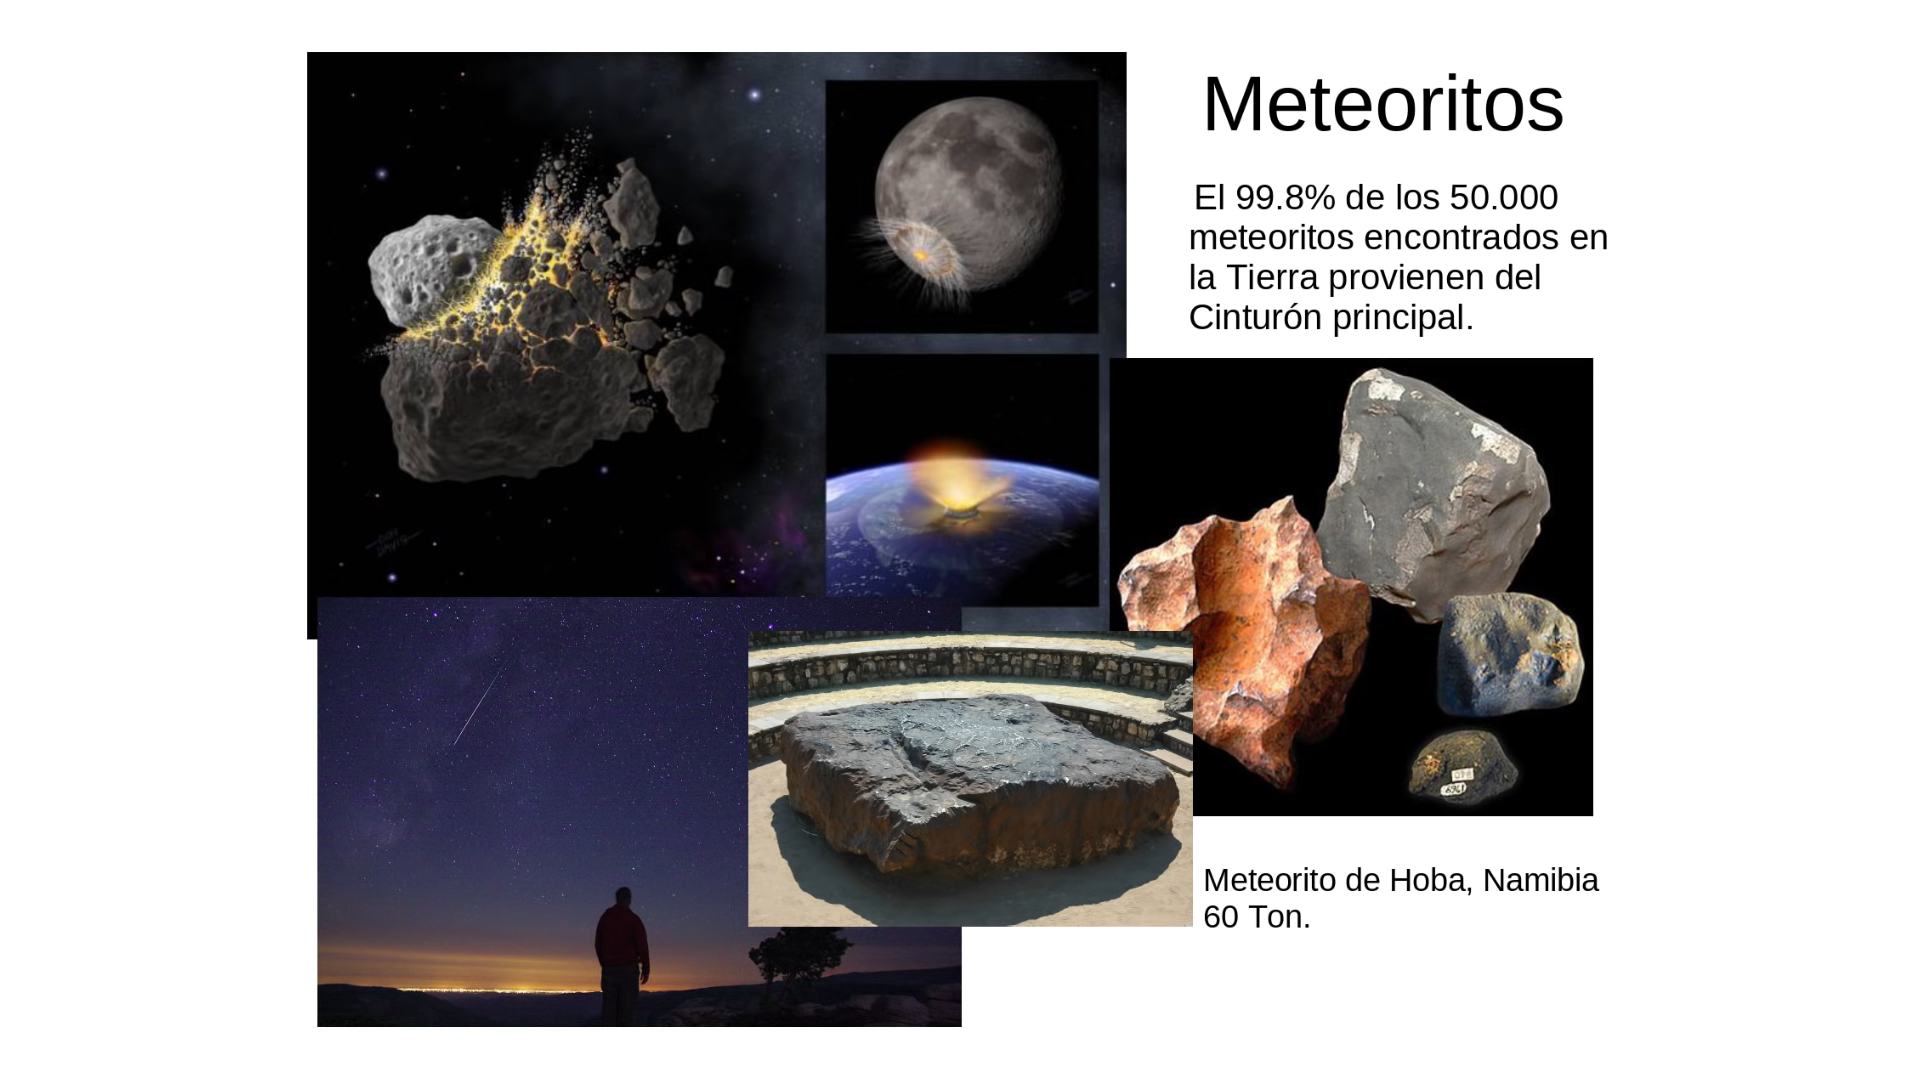 Meteoritos
El 99.8% de los 50.000
meteoritos encontrados en
la Tierra provienen del
Cinturón principal.
Meteorito de Hoba, Namibia
60 Ton.